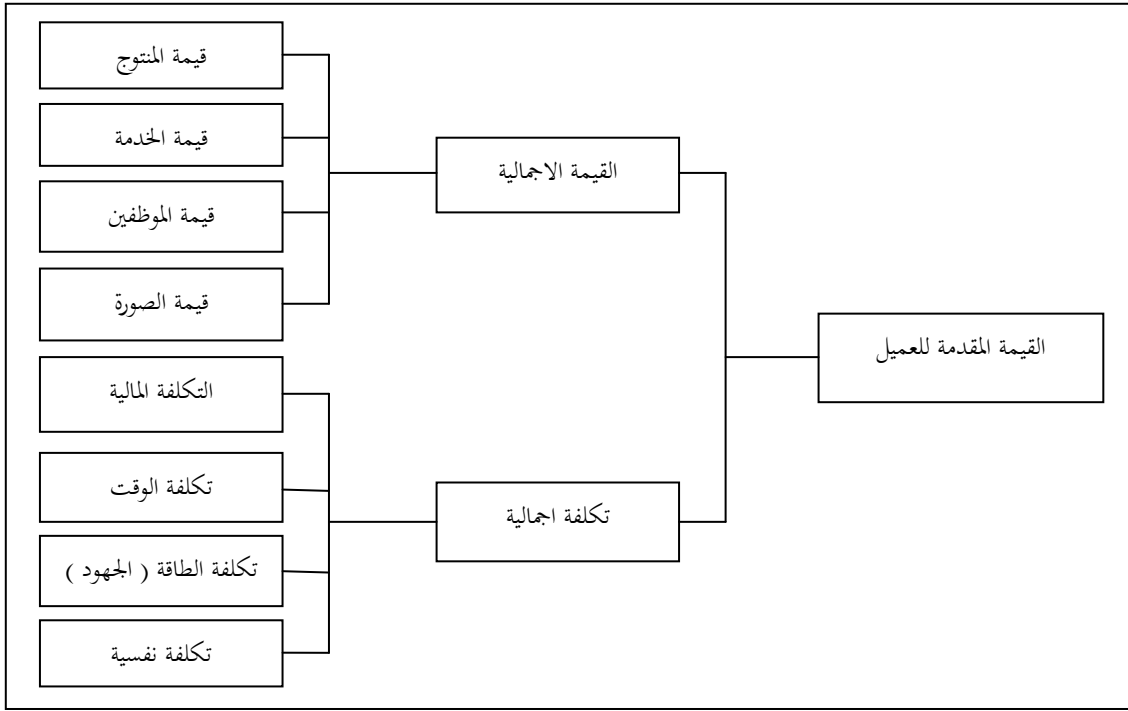 قيمة المنتوج
قيمة الخدمة
القيمة الاجمالية
قيمة الموظفين
قيمة الصورة
القيمة المقدمة للعميل
التكلفة المالية
تكلفة الوقت
تكلفة اجمالية
تكلفة الطاقة ( الجهود )
تكلفة نفسية